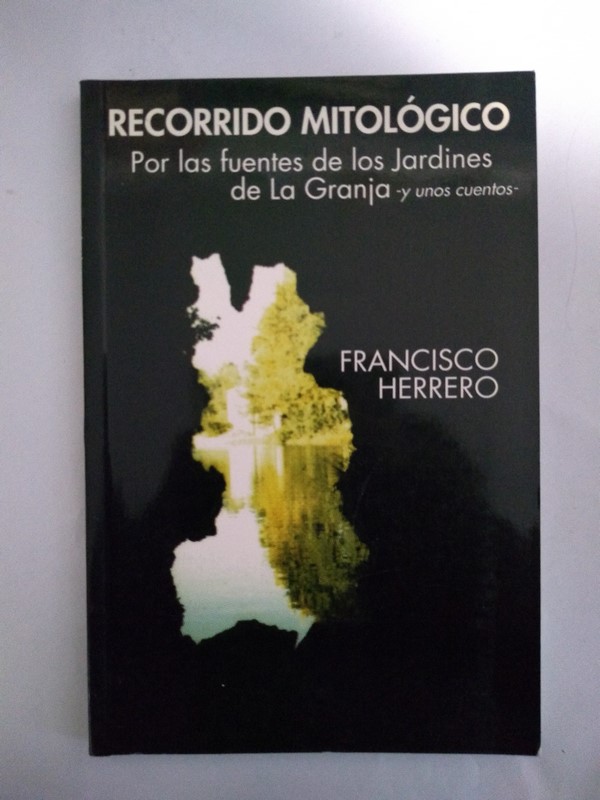 RECORRIDO MITOLÓGICO
Por las fuentes de los Jardines
de La Granja -y unos cuentos-
FRANCISCO
HERRERO